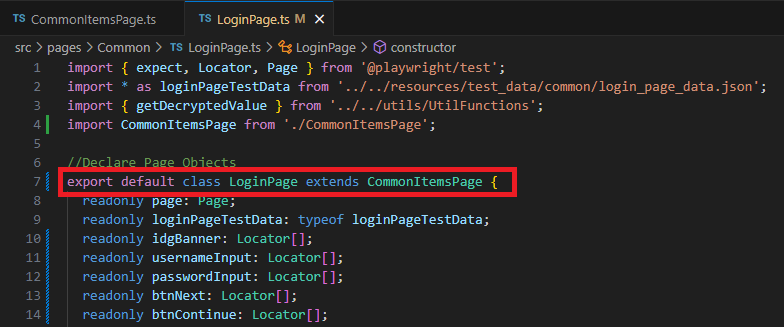 TS CommonItemsPage.ts
TS LoginPage.ts M ×
src > pages > Common > TS LoginPage.ts > LoginPage > constructor
1 import { expect, Locator, Page } from '@playwright/test';
2 import * as loginPageTestData from '../../resources/test_data/common/login_page_data.json';
3 import { getDecryptedValue } from '../../utils/UtilFunctions';
4 import CommonItemsPage from './CommonItemsPage';
5
6 //Declare Page Objects
7 export default class LoginPage extends CommonItemsPage {
8 readonly page: Page;
9 readonly loginPageTestData: typeof loginPageTestData;
10 readonly idgBanner: Locator[];
11 readonly usernameInput: Locator[];
12 readonly passwordInput: Locator[];
13 readonly btnNext: Locator[];
14 readonly btnContinue: Locator[];